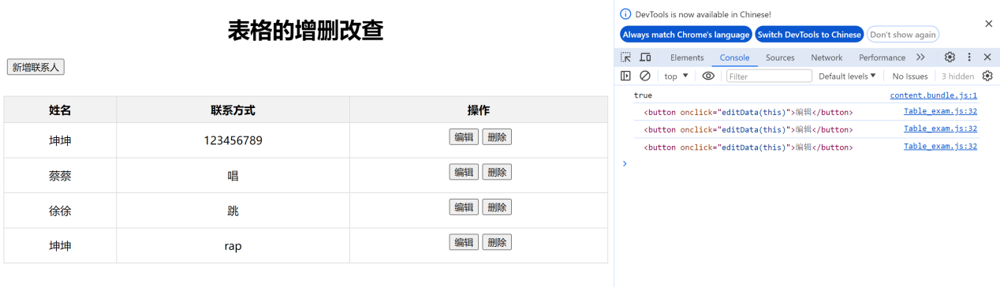 表格的增删改查
新增联系人
姓名 联系方式 操作
坤坤 123456789 编辑 删除
蔡蔡 唱 编辑 删除
徐徐 跳 编辑 删除
坤坤 rap 编辑 删除
DevTools is now available in Chinese!
Always match Chrome's language Switch DevTools to Chinese Don't show again
Elements Console Sources Network Performance
top Filter Default levels No Issues 3 hidden
true content.bundle.js:1
<button onclick="editData(this)">编辑</button> Table_exam.js:32
<button onclick="editData(this)">编辑</button> Table_exam.js:32
<button onclick="editData(this)">编辑</button> Table_exam.js:32